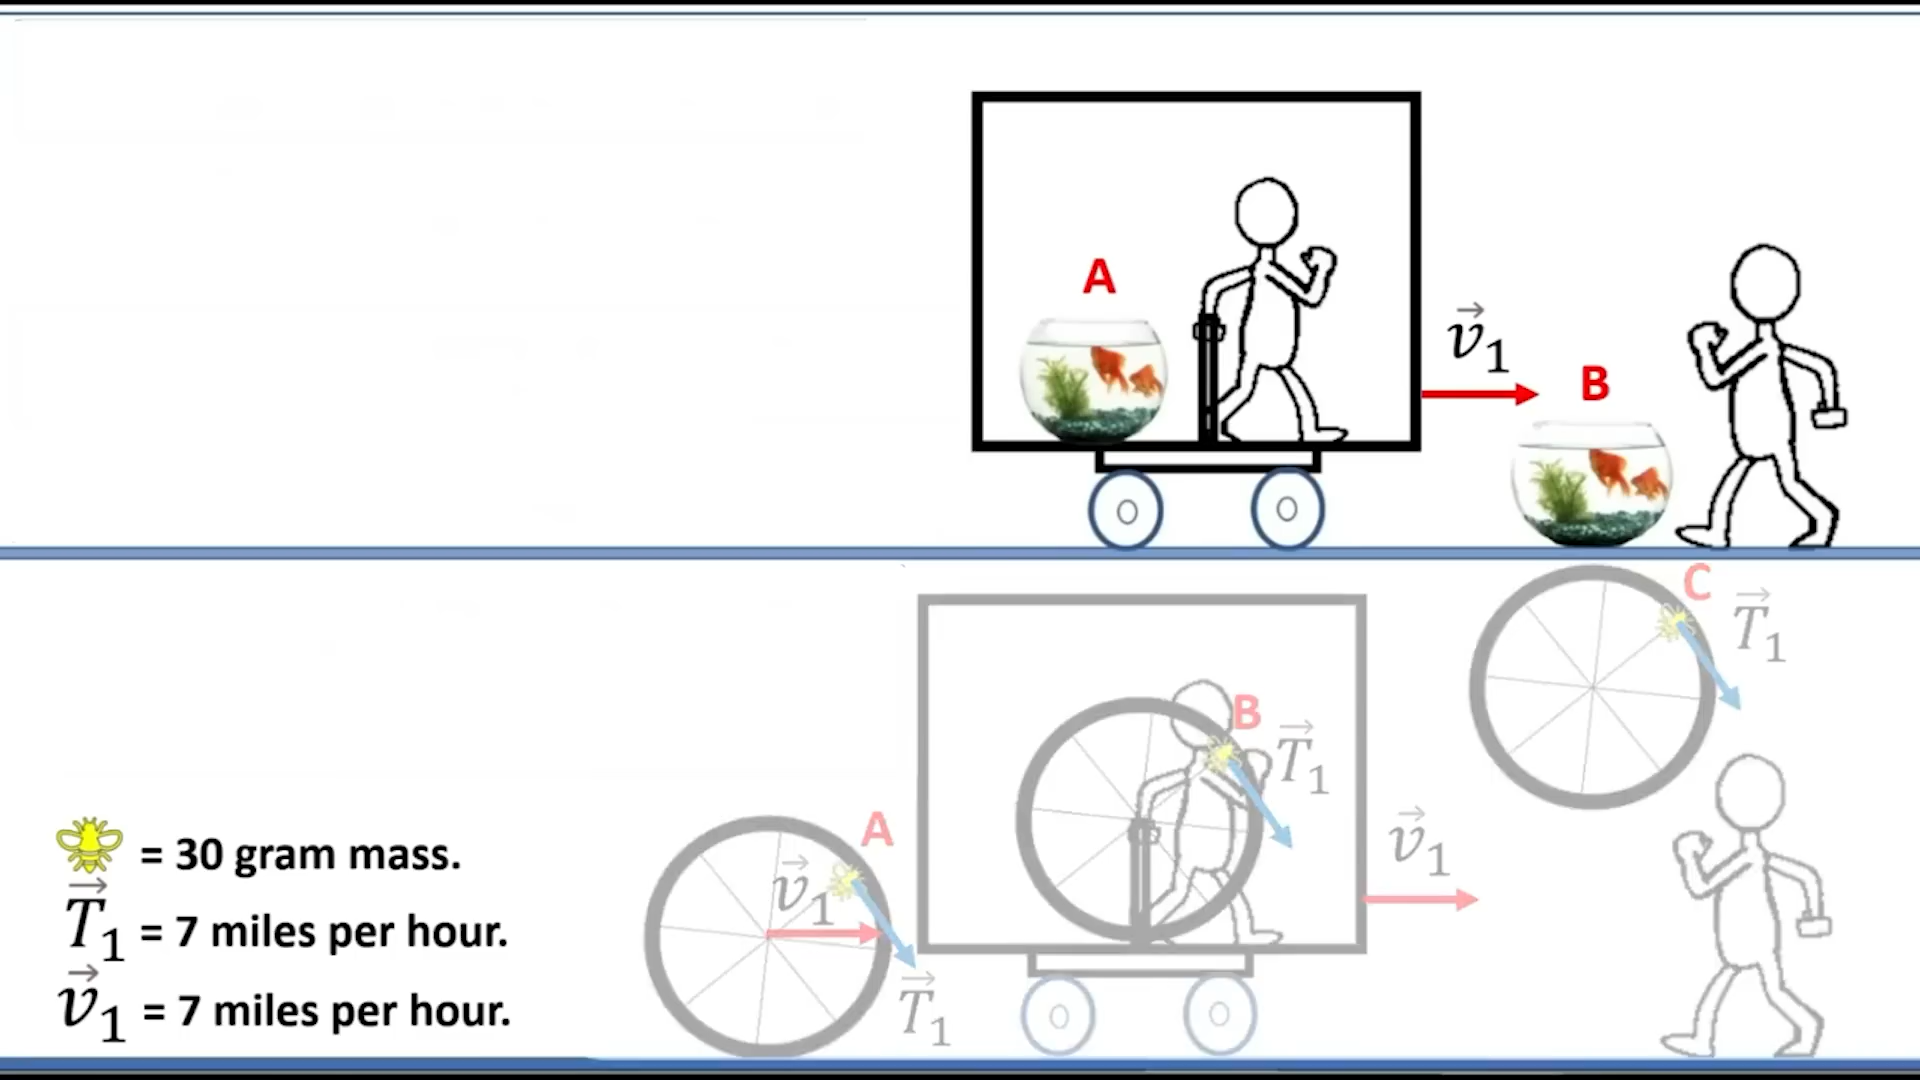 A
v⃗₁
B
C
T⃗₁
B
T⃗₁
A
v⃗₁
v⃗₁
= 30 gram mass.
T⃗₁ = 7 miles per hour.
T⃗₁
v⃗₁ = 7 miles per hour.